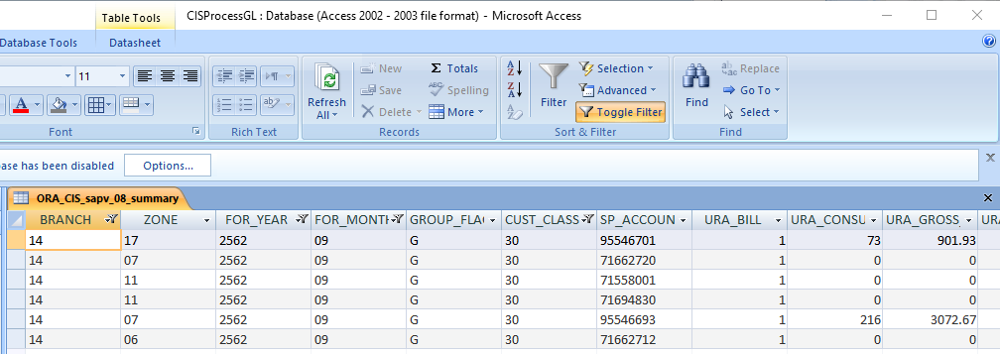 Table Tools CISProcessGL : Database (Access 2002 - 2003 file format) - Microsoft Access
Database Tools Datasheet
11 New Totals Selection Replace
Refresh All Save Spelling Filter Advanced Find Go To
Delete More Toggle Filter Select
Font Rich Text Records Sort & Filter Find
ase has been disabled Options...
ORA_CIS_sapv_08_summary
BRANCH ZONE FOR_YEAR FOR_MONTH GROUP_FLA CUST_CLASS SP_ACCOUN URA_BILL URA_CONSU URA_GROSS_ URA
14 17 2562 09 G 30 95546701 1 73 901.93
14 07 2562 09 G 30 71662720 1 0 0
14 11 2562 09 G 30 71558001 1 0 0
14 11 2562 09 G 30 71694830 1 0 0
14 07 2562 09 G 30 95546693 1 216 3072.67
14 06 2562 09 G 30 71662712 1 0 0